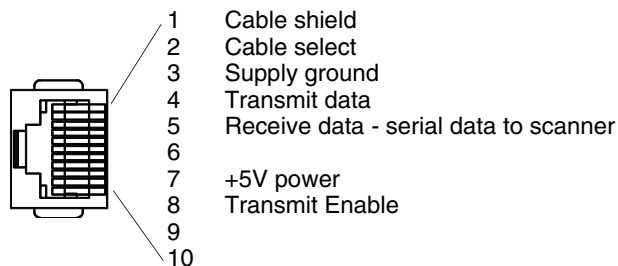 1 Cable shield
2 Cable select
3 Supply ground
4 Transmit data
5 Receive data - serial data to scanner
6
7 +5V power
8 Transmit Enable
9
10